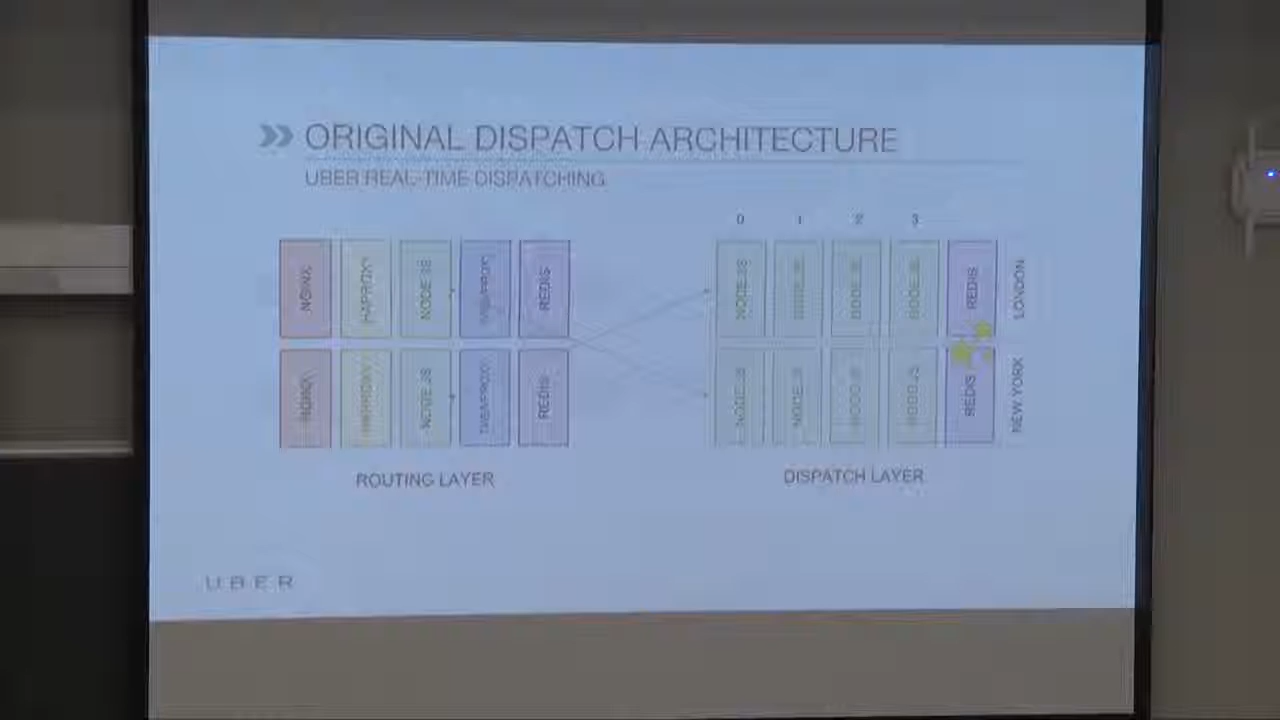 ORIGINAL DISPATCH ARCHITECTURE
UBER REAL-TIME DISPATCHING
0 1 2 3
NGINX HAPROXY NODE JS REDIS
NODE.JS NODE.JS NODE.JS NODE.JS REDIS LONDON
NGINX HAPROXY NODE JS TWEMPROXY REDIS
NODE.JS NODE.JS NODE.JS NODE.JS REDIS NEW YORK
ROUTING LAYER
DISPATCH LAYER
UBER